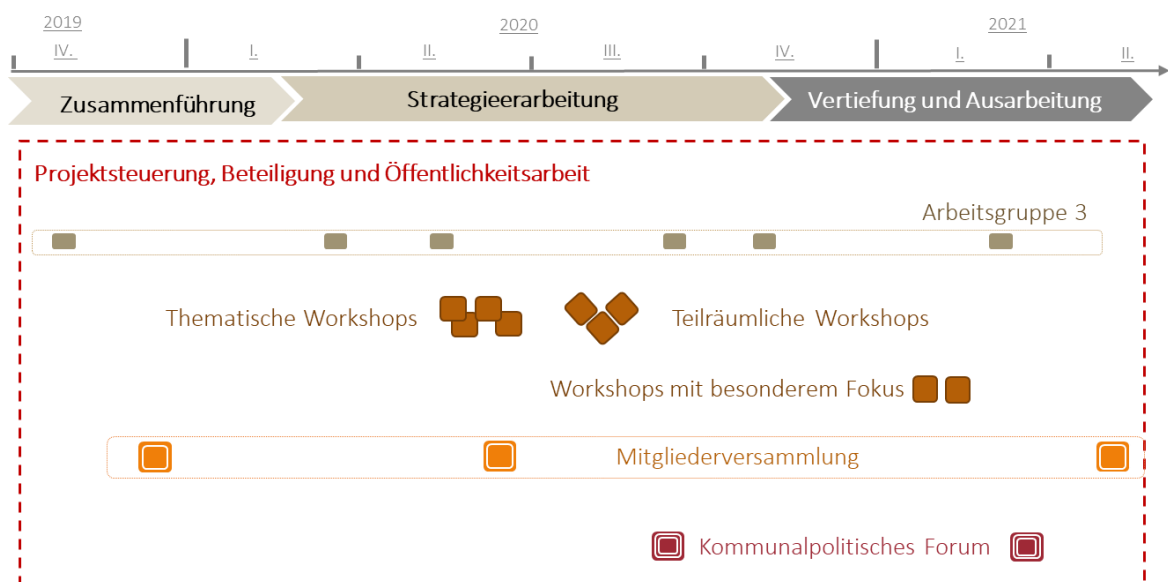 2019 2020 2021
IV. I. II. III. IV. I. II.
Zusammenführung Strategieerarbeitung Vertiefung und Ausarbeitung
Projektsteuerung, Beteiligung und Öffentlichkeitsarbeit
Arbeitsgruppe 3
Thematische Workshops Teilräumliche Workshops
Workshops mit besonderem Fokus
Mitgliederversammlung
Kommunalpolitisches Forum